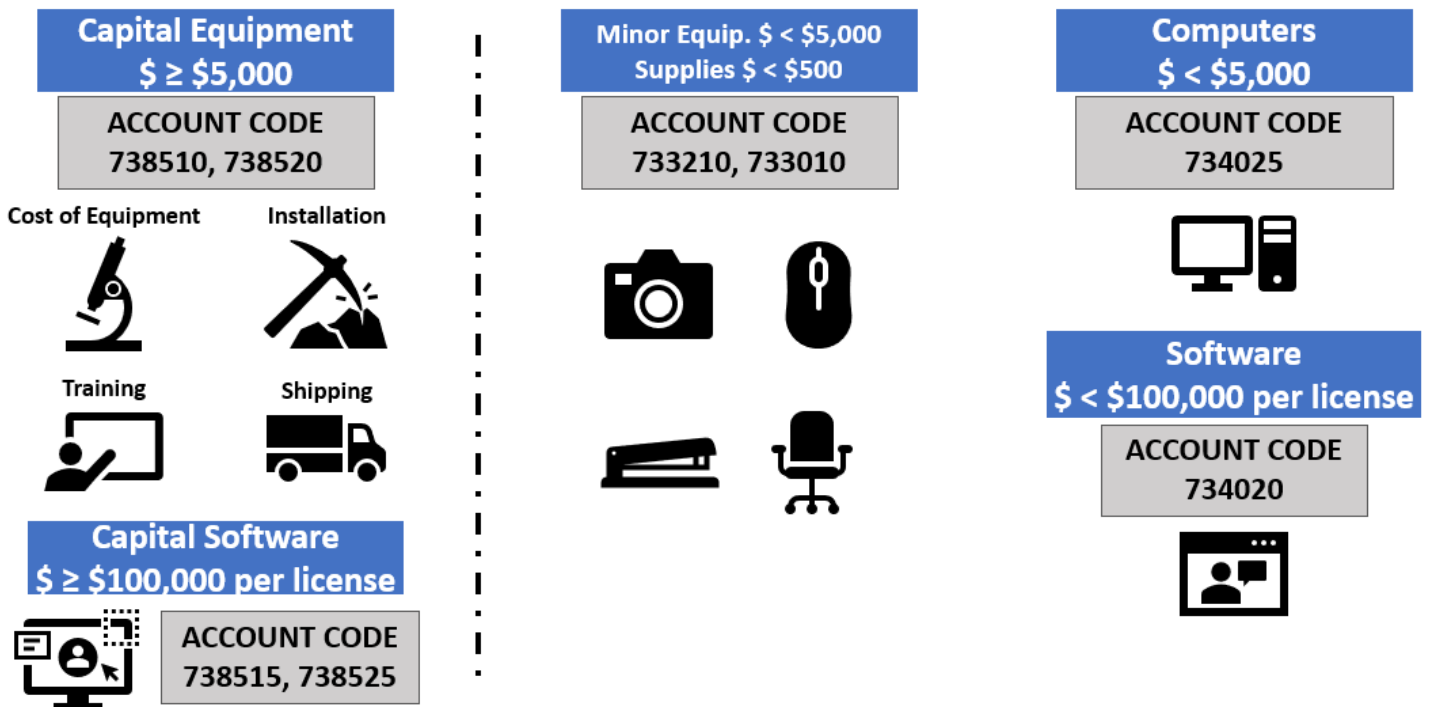 Capital Equipment
$ ≥ $5,000
ACCOUNT CODE
738510, 738520
Cost of Equipment
Installation
Training
Shipping
Capital Software
$ ≥ $100,000 per license
ACCOUNT CODE
738515, 738525
Minor Equip. $ < $5,000
Supplies $ < $500
ACCOUNT CODE
733210, 733010
Computers
$ < $5,000
ACCOUNT CODE
734025
Software
$ < $100,000 per license
ACCOUNT CODE
734020